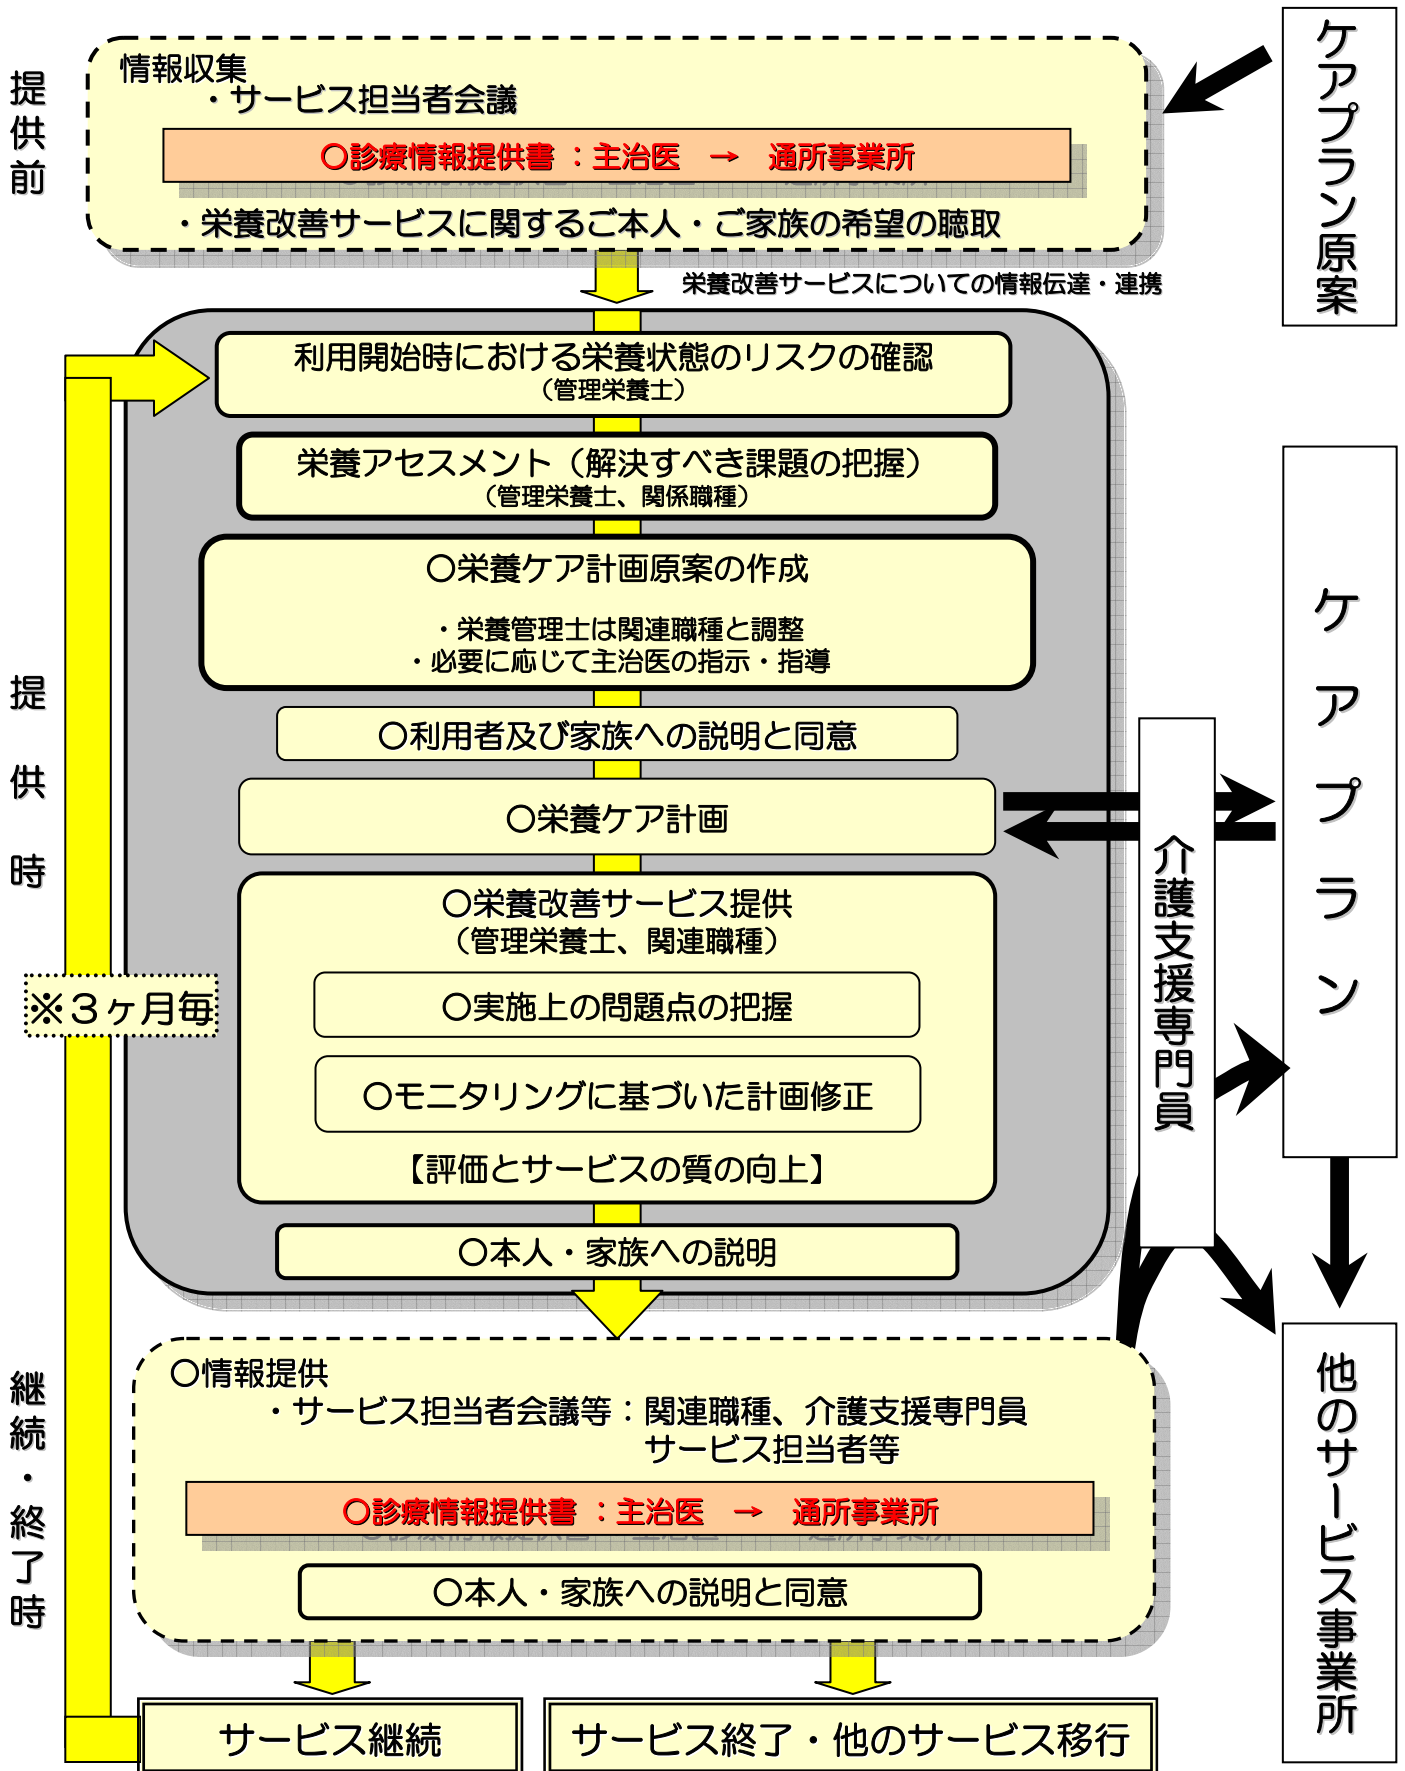 提供前
情報収集
・サービス担当者会議
〇診療情報提供書 ：主治医　→　通所事業所
・栄養改善サービスに関するご本人・ご家族の希望の聴取
ケアプラン原案
栄養改善サービスについての情報伝達・連携
提供時
利用開始時における栄養状態のリスクの確認
（管理栄養士）
栄養アセスメント（解決すべき課題の把握）
（管理栄養士、関係職種）
〇栄養ケア計画原案の作成
・栄養管理士は関連職種と調整
・必要に応じて主治医の指示・指導
〇利用者及び家族への説明と同意
〇栄養ケア計画
〇栄養改善サービス提供
（管理栄養士、関連職種）
〇実施上の問題点の把握
〇モニタリングに基づいた計画修正
【評価とサービスの質の向上】
〇本人・家族への説明
※３ヶ月毎
介護支援専門員
ケアプラン
継続・終了時
〇情報提供
・サービス担当者会議等：関連職種、介護支援専門員
サービス担当者等
〇診療情報提供書 ：主治医　→　通所事業所
〇本人・家族への説明と同意
他のサービス事業所
サービス継続
サービス終了・他のサービス移行